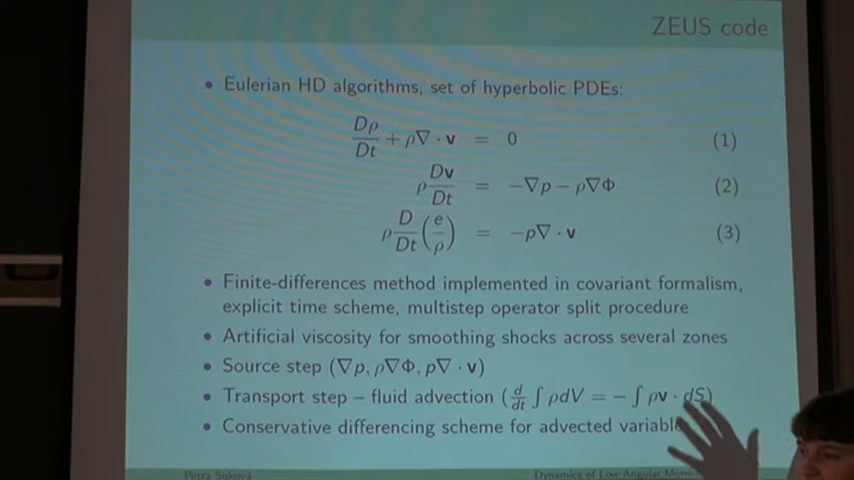 ZEUS code
• Eulerian HD algorithms, set of hyperbolic PDEs:
Dρ/Dt + ρ∇ · v = 0 (1)
ρ Dv/Dt = −∇p − ρ∇Φ (2)
ρ D/Dt (e/ρ) = −p∇ · v (3)
• Finite-differences method implemented in covariant formalism,
explicit time scheme, multistep operator split procedure
• Artificial viscosity for smoothing shocks across several zones
• Source step (∇p, ρ∇Φ, p∇ · v)
• Transport step – fluid advection (d/dt ∫ ρdV = − ∫ ρv · dS)
• Conservative differencing scheme for advected
Petra Suková Dynamics of Low Angular